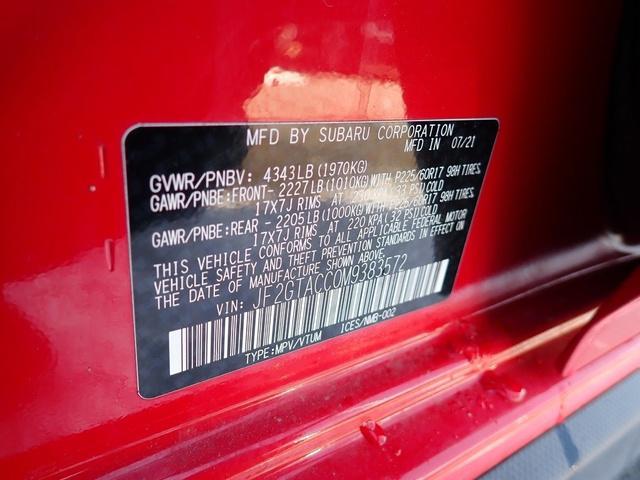 MFD BY SUBARU CORPORATION
MFD IN 07/21
GVWR/PNBV: 4343LB (1970KG)
GAWR/PNBE: FRONT- 2227LB (1010KG) WITH P225/60R17 98H TIRES,
17X7J RIMS AT 230 KPA (33 PSI) COLD
GAWR/PNBE: REAR - 2205LB (1000KG) WITH P225/60R17 98H TIRES,
17X7J RIMS AT 220 KPA (32 PSI) COLD
THIS VEHICLE CONFORMS TO ALL APPLICABLE FEDERAL MOTOR
VEHICLE SAFETY AND THEFT PREVENTION STANDARDS IN EFFECT ON
THE DATE OF MANUFACTURE SHOWN ABOVE.
VIN: JF2GTACC0M9383572
TYPE: MPV/VTUM ICES/NMB-002